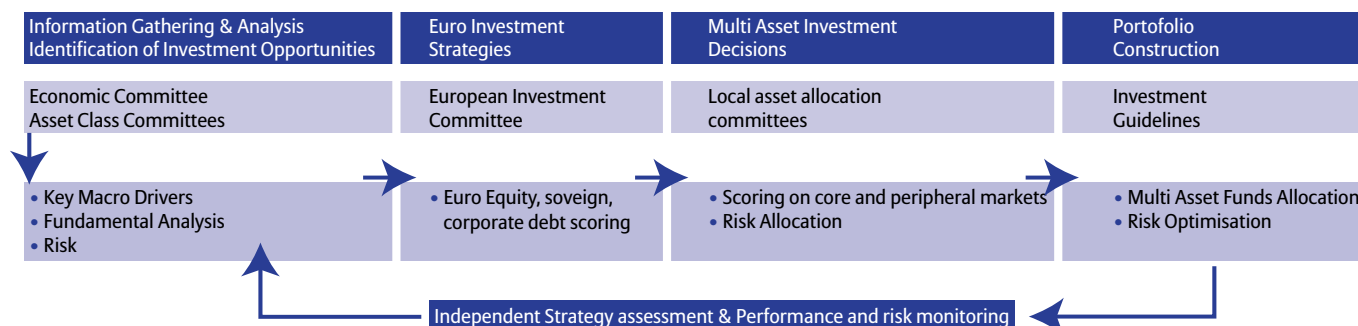 Information Gathering & Analysis
Identification of Investment Opportunities
Euro Investment
Strategies
Multi Asset Investment
Decisions
Portofolio
Construction
Economic Committee
Asset Class Committees
European Investment
Committee
Local asset allocation
committees
Investment
Guidelines
• Key Macro Drivers
• Fundamental Analysis
• Risk
• Euro Equity, soveign,
corporate debt scoring
• Scoring on core and peripheral markets
• Risk Allocation
• Multi Asset Funds Allocation
• Risk Optimisation
Independent Strategy assessment & Performance and risk monitoring